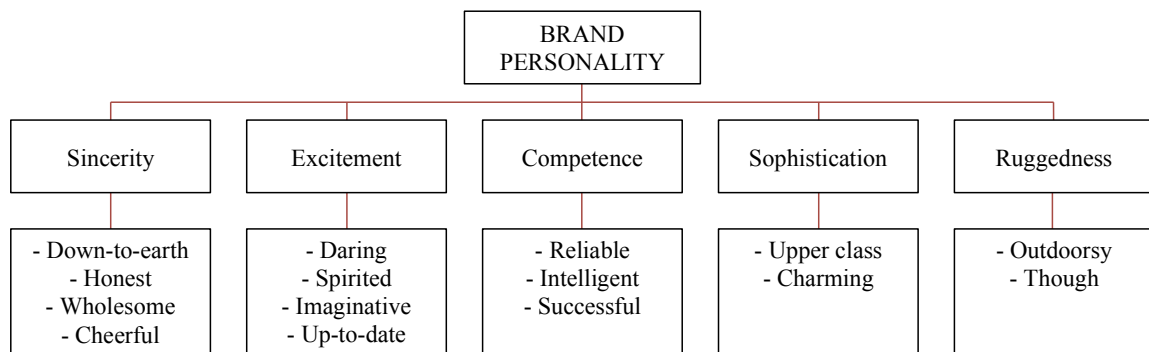 BRAND
PERSONALITY
Sincerity
Excitement
Competence
Sophistication
Ruggedness
- Down-to-earth
- Honest
- Wholesome
- Cheerful
- Daring
- Spirited
- Imaginative
- Up-to-date
- Reliable
- Intelligent
- Successful
- Upper class
- Charming
- Outdoorsy
- Though